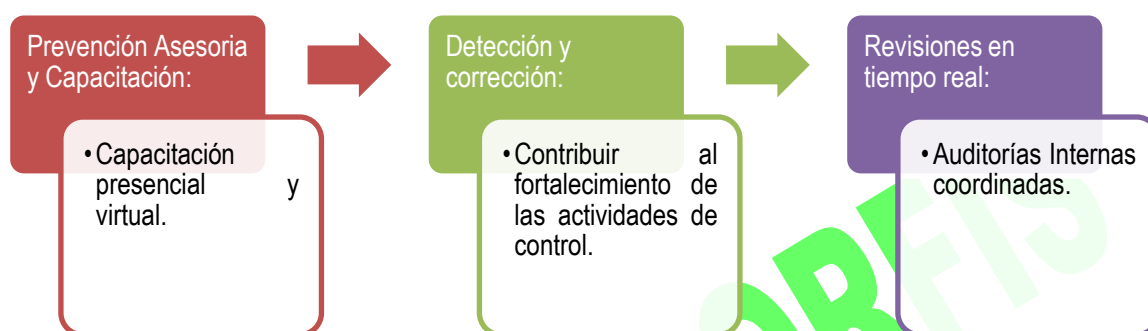 Prevención Asesoria
y Capacitación:
• Capacitación
presencial y
virtual.
Detección y
corrección:
• Contribuir al
fortalecimiento de
las actividades de
control.
Revisiones en
tiempo real:
• Auditorías Internas
coordinadas.
ORFIS